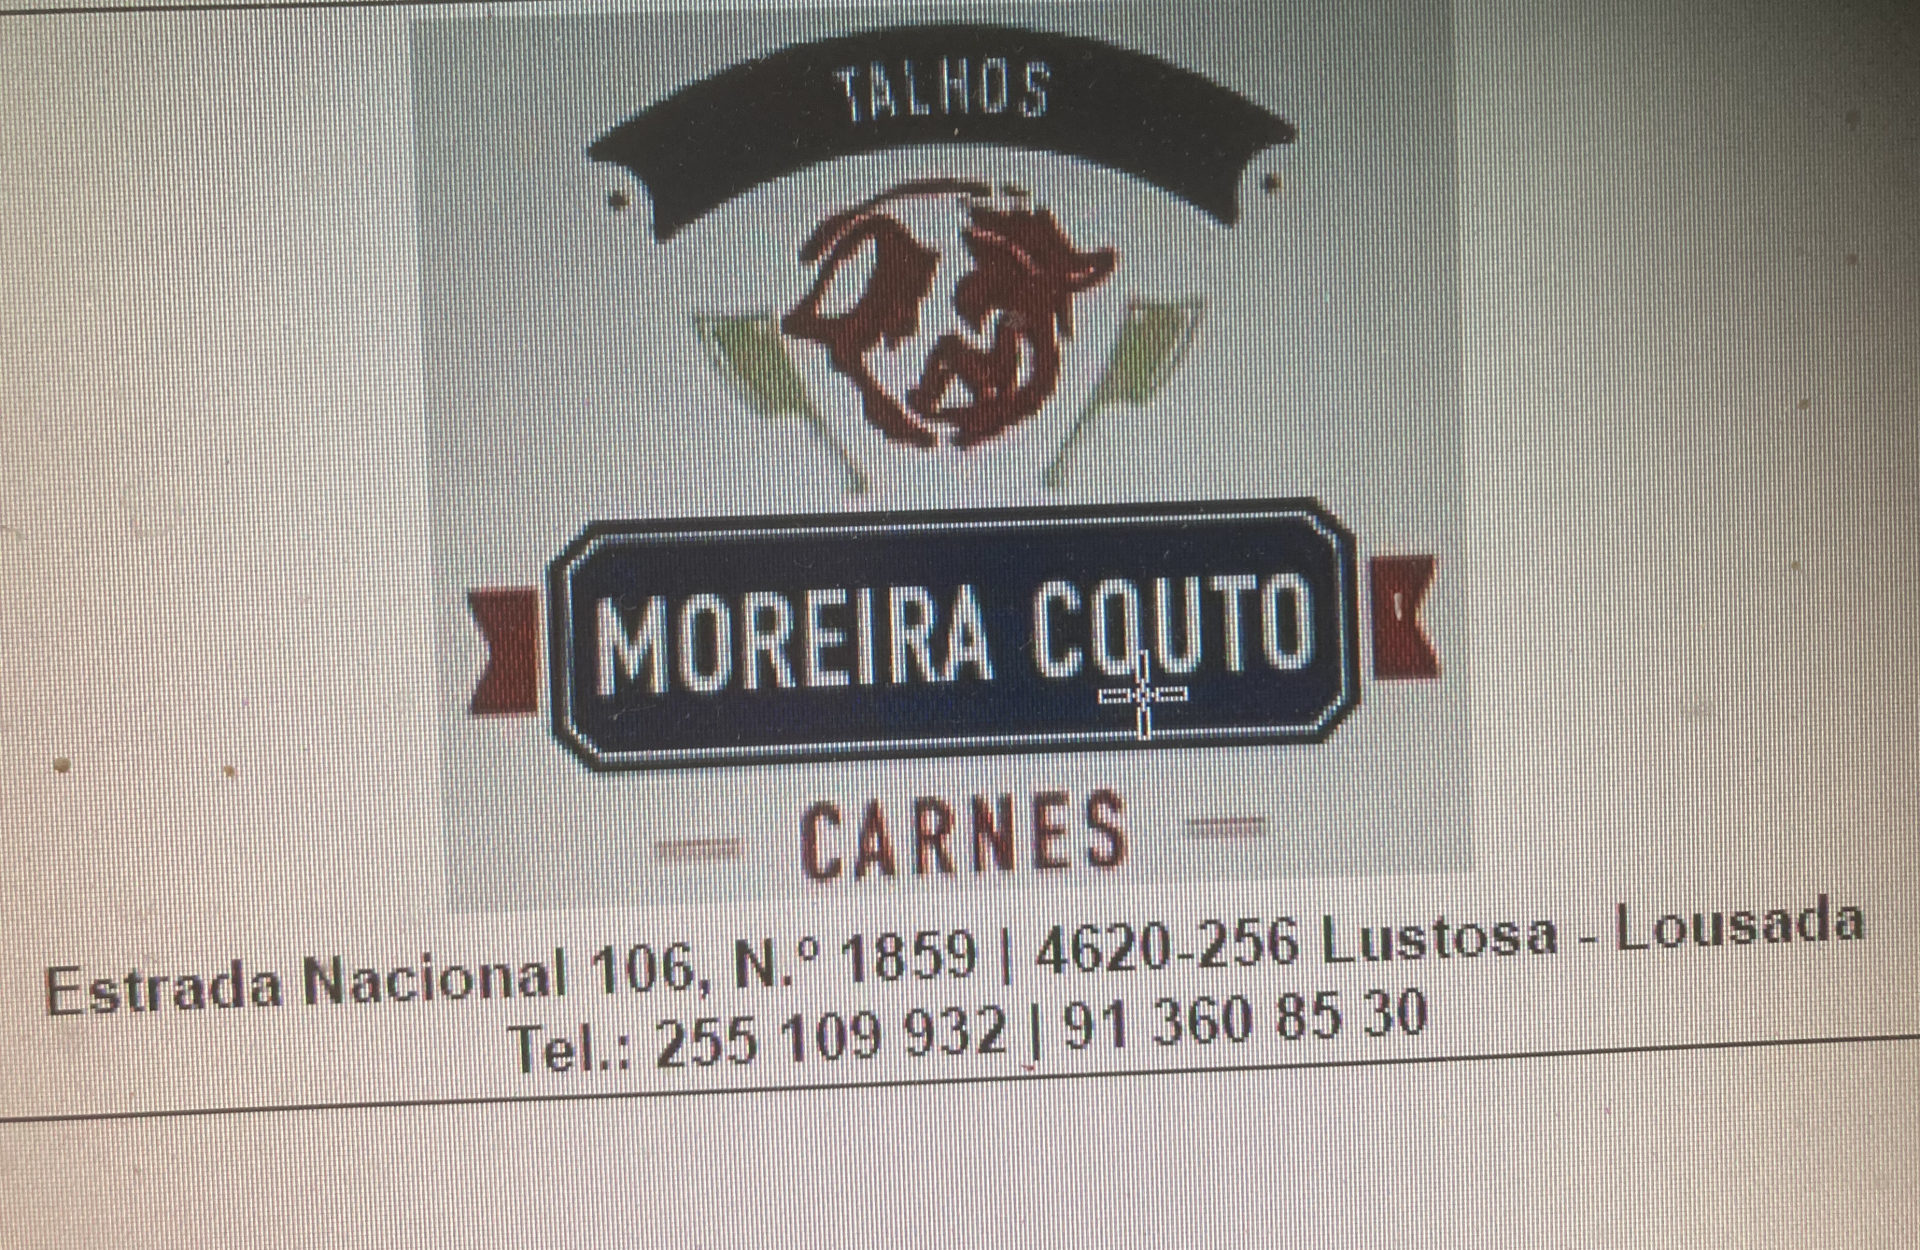 TALHOS
MOREIRA COUTO
CARNES
Estrada Nacional 106, N.º 1859 | 4620-256 Lustosa - Lousada
Tel.: 255 109 932 | 91 360 85 30